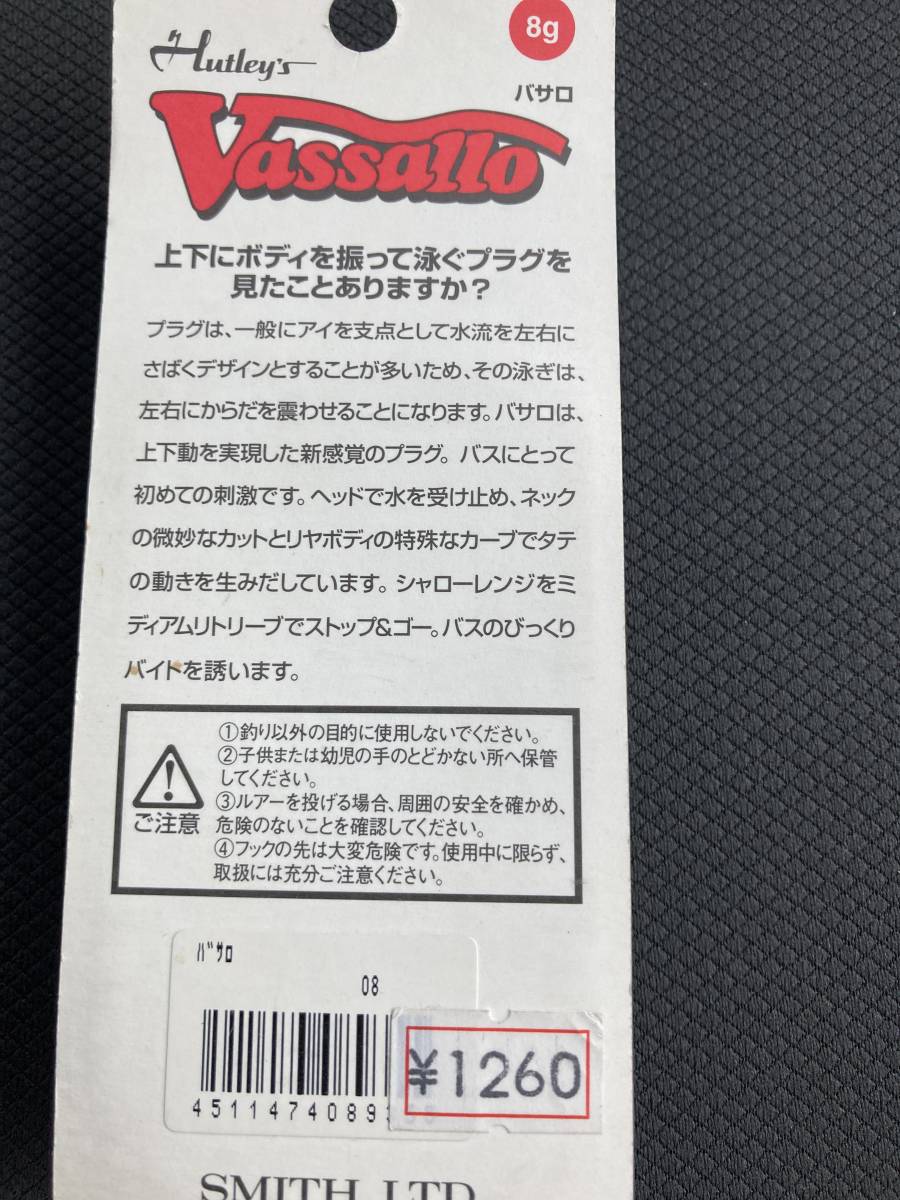 8g
Hutley's
バサロ
Vassallo
上下にボディを振って泳ぐプラグを
見たことありますか？
プラグは、一般にアイを支点として水流を左右に
さばくデザインとすることが多いため、その泳ぎは、
左右にからだを震わせることになります。バサロは、
上下動を実現した新感覚のプラグ。バスにとって
初めての刺激です。ヘッドで水を受け止め、ネック
の微妙なカットとリヤボディの特殊なカーブでタテ
の動きを生みだしています。シャローレンジをミ
ディアムリトリーブでストップ&ゴー。バスのびっくり
バイトを誘います。
①釣り以外の目的に使用しないでください。
②子供または幼児の手のとどかない所へ保管
してください。
③ルアーを投げる場合、周囲の安全を確かめ、
危険のないことを確認してください。
④フックの先は大変危険です。使用中に限らず、
取扱には充分ご注意ください。
ご注意
ﾊﾞｻﾛ
08
¥1260
4511474089
SMITH LTD